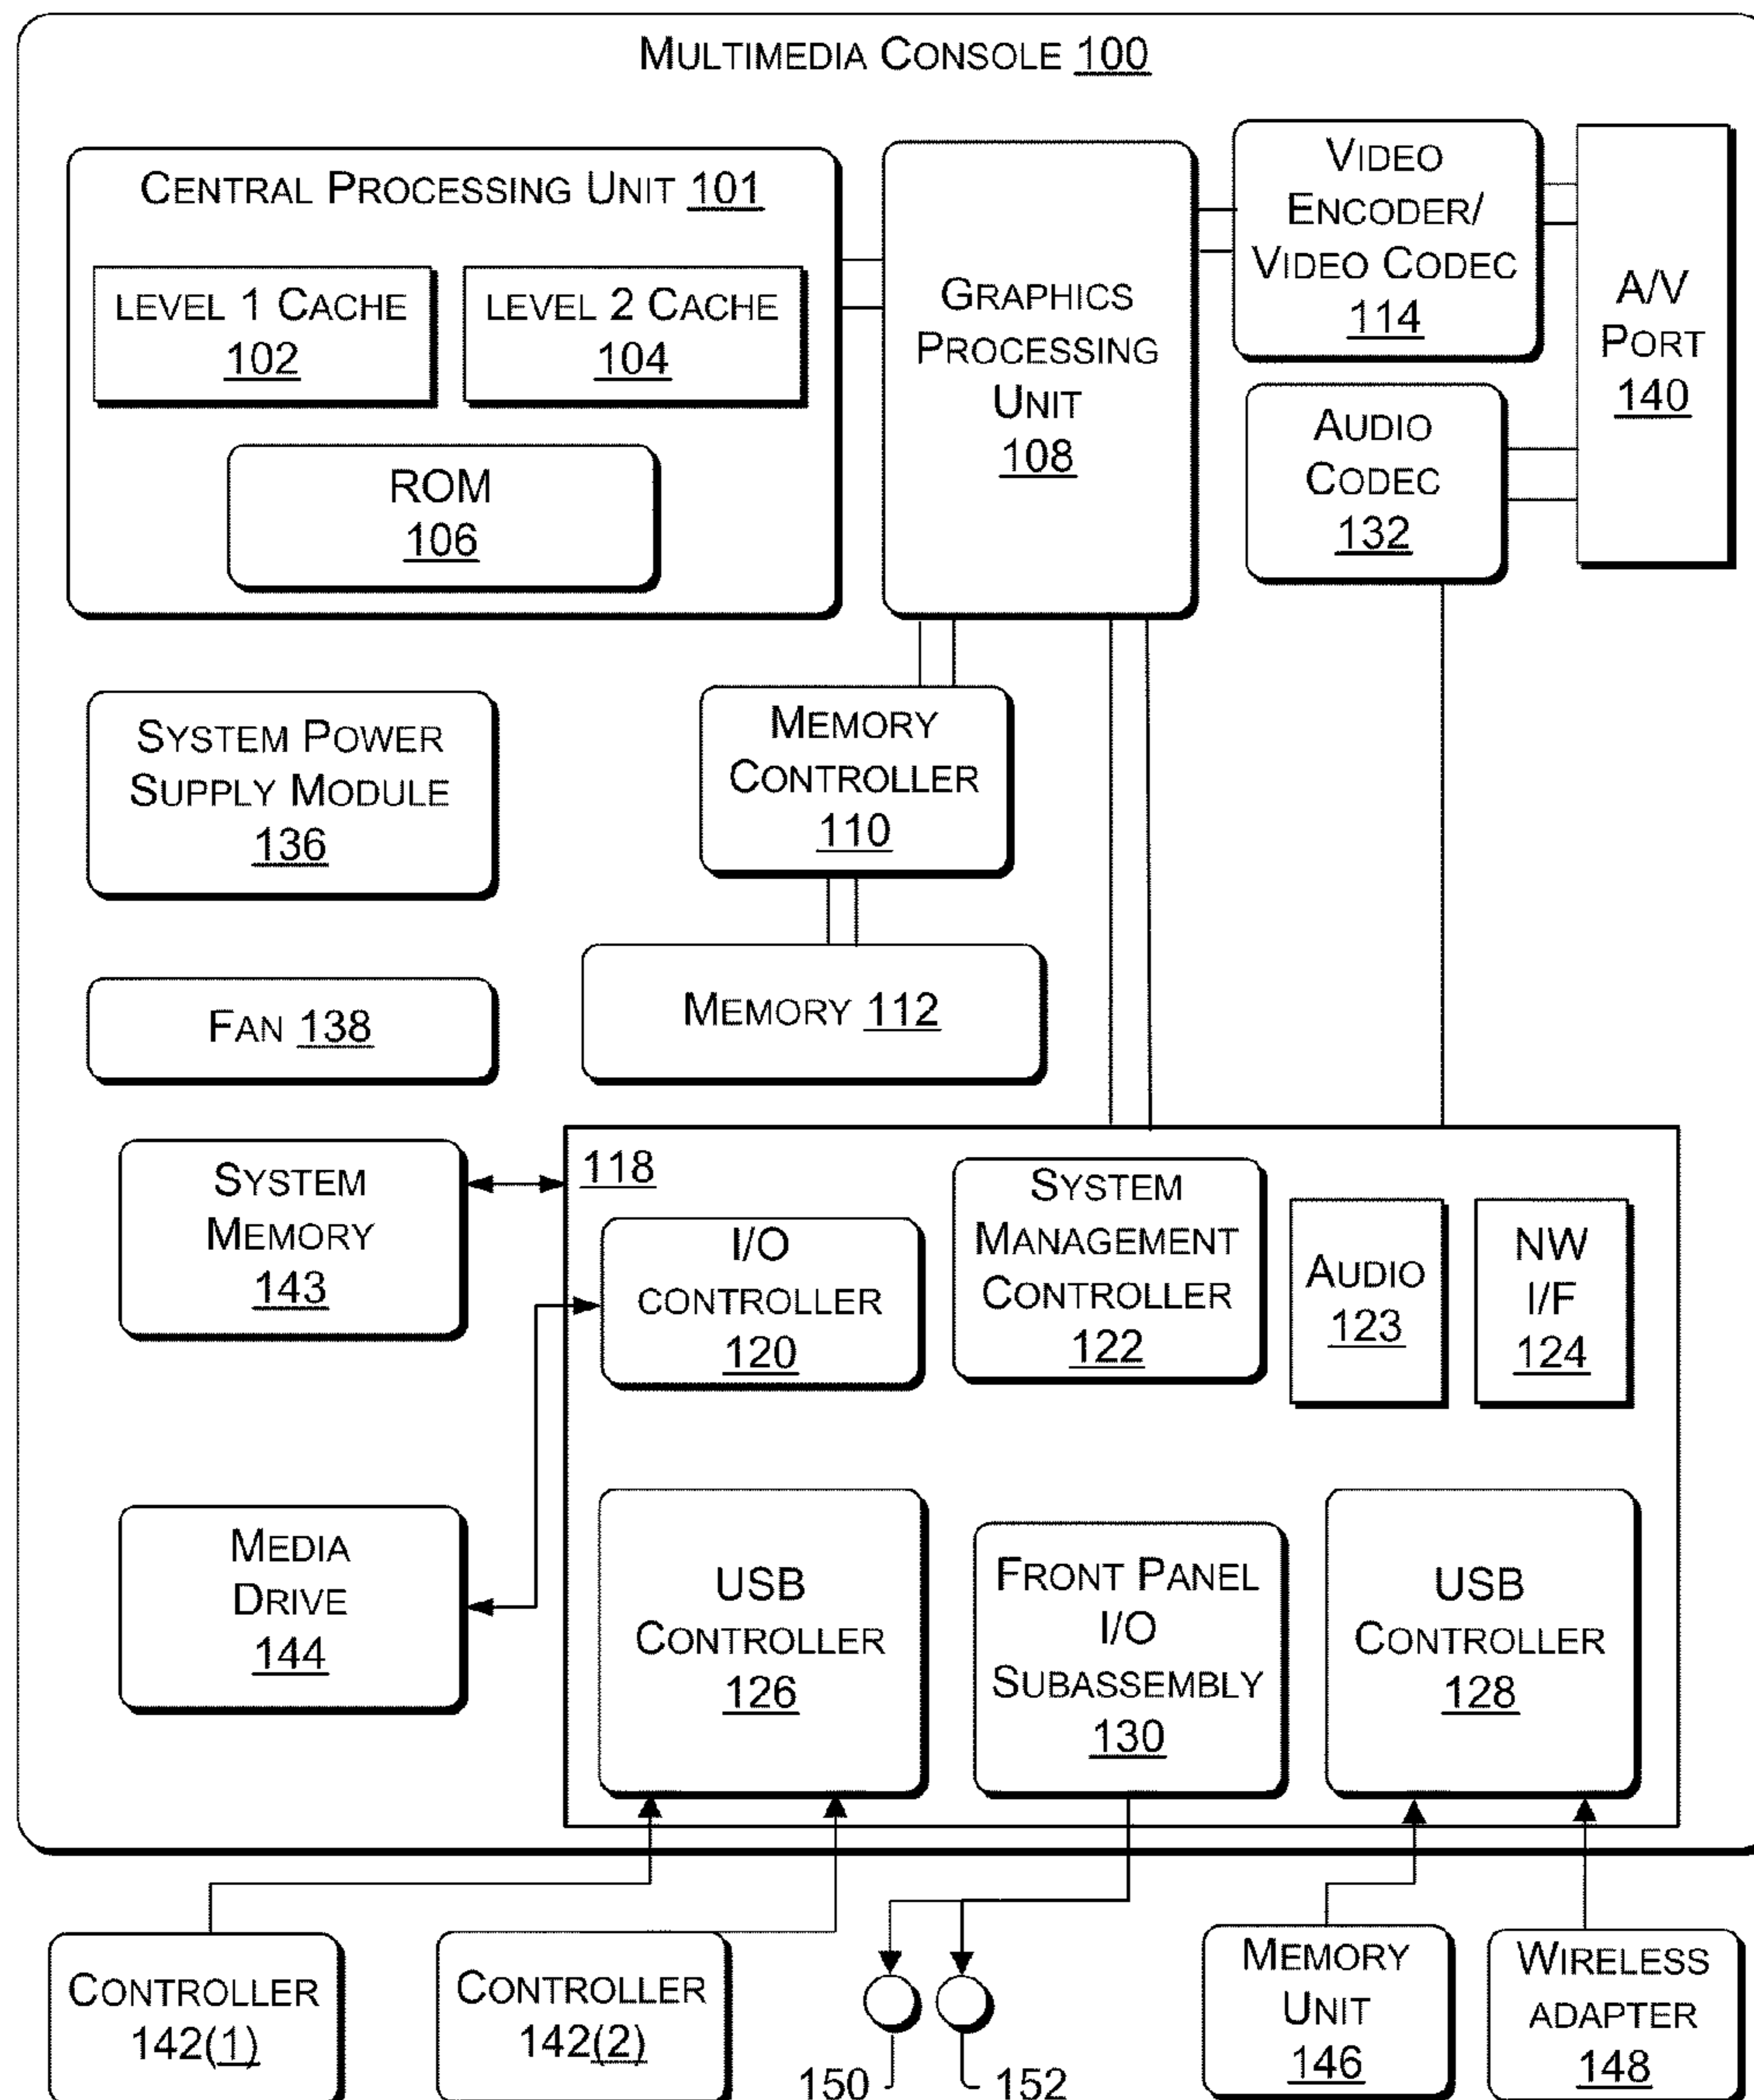 MULTIMEDIA CONSOLE 100
CENTRAL PROCESSING UNIT 101
LEVEL 1 CACHE
102
LEVEL 2 CACHE
104
ROM
106
GRAPHICS
PROCESSING
UNIT
108
VIDEO
ENCODER/
VIDEO CODEC
114
A/V
PORT
140
AUDIO
CODEC
132
SYSTEM POWER
SUPPLY MODULE
136
MEMORY
CONTROLLER
110
FAN 138
MEMORY 112
SYSTEM
MEMORY
143
118
I/O
CONTROLLER
120
SYSTEM
MANAGEMENT
CONTROLLER
122
AUDIO
123
NW
I/F
124
MEDIA
DRIVE
144
USB
CONTROLLER
126
FRONT PANEL
I/O
SUBASSEMBLY
130
USB
CONTROLLER
128
CONTROLLER
142(1)
CONTROLLER
142(2)
150
152
MEMORY
UNIT
146
WIRELESS
ADAPTER
148